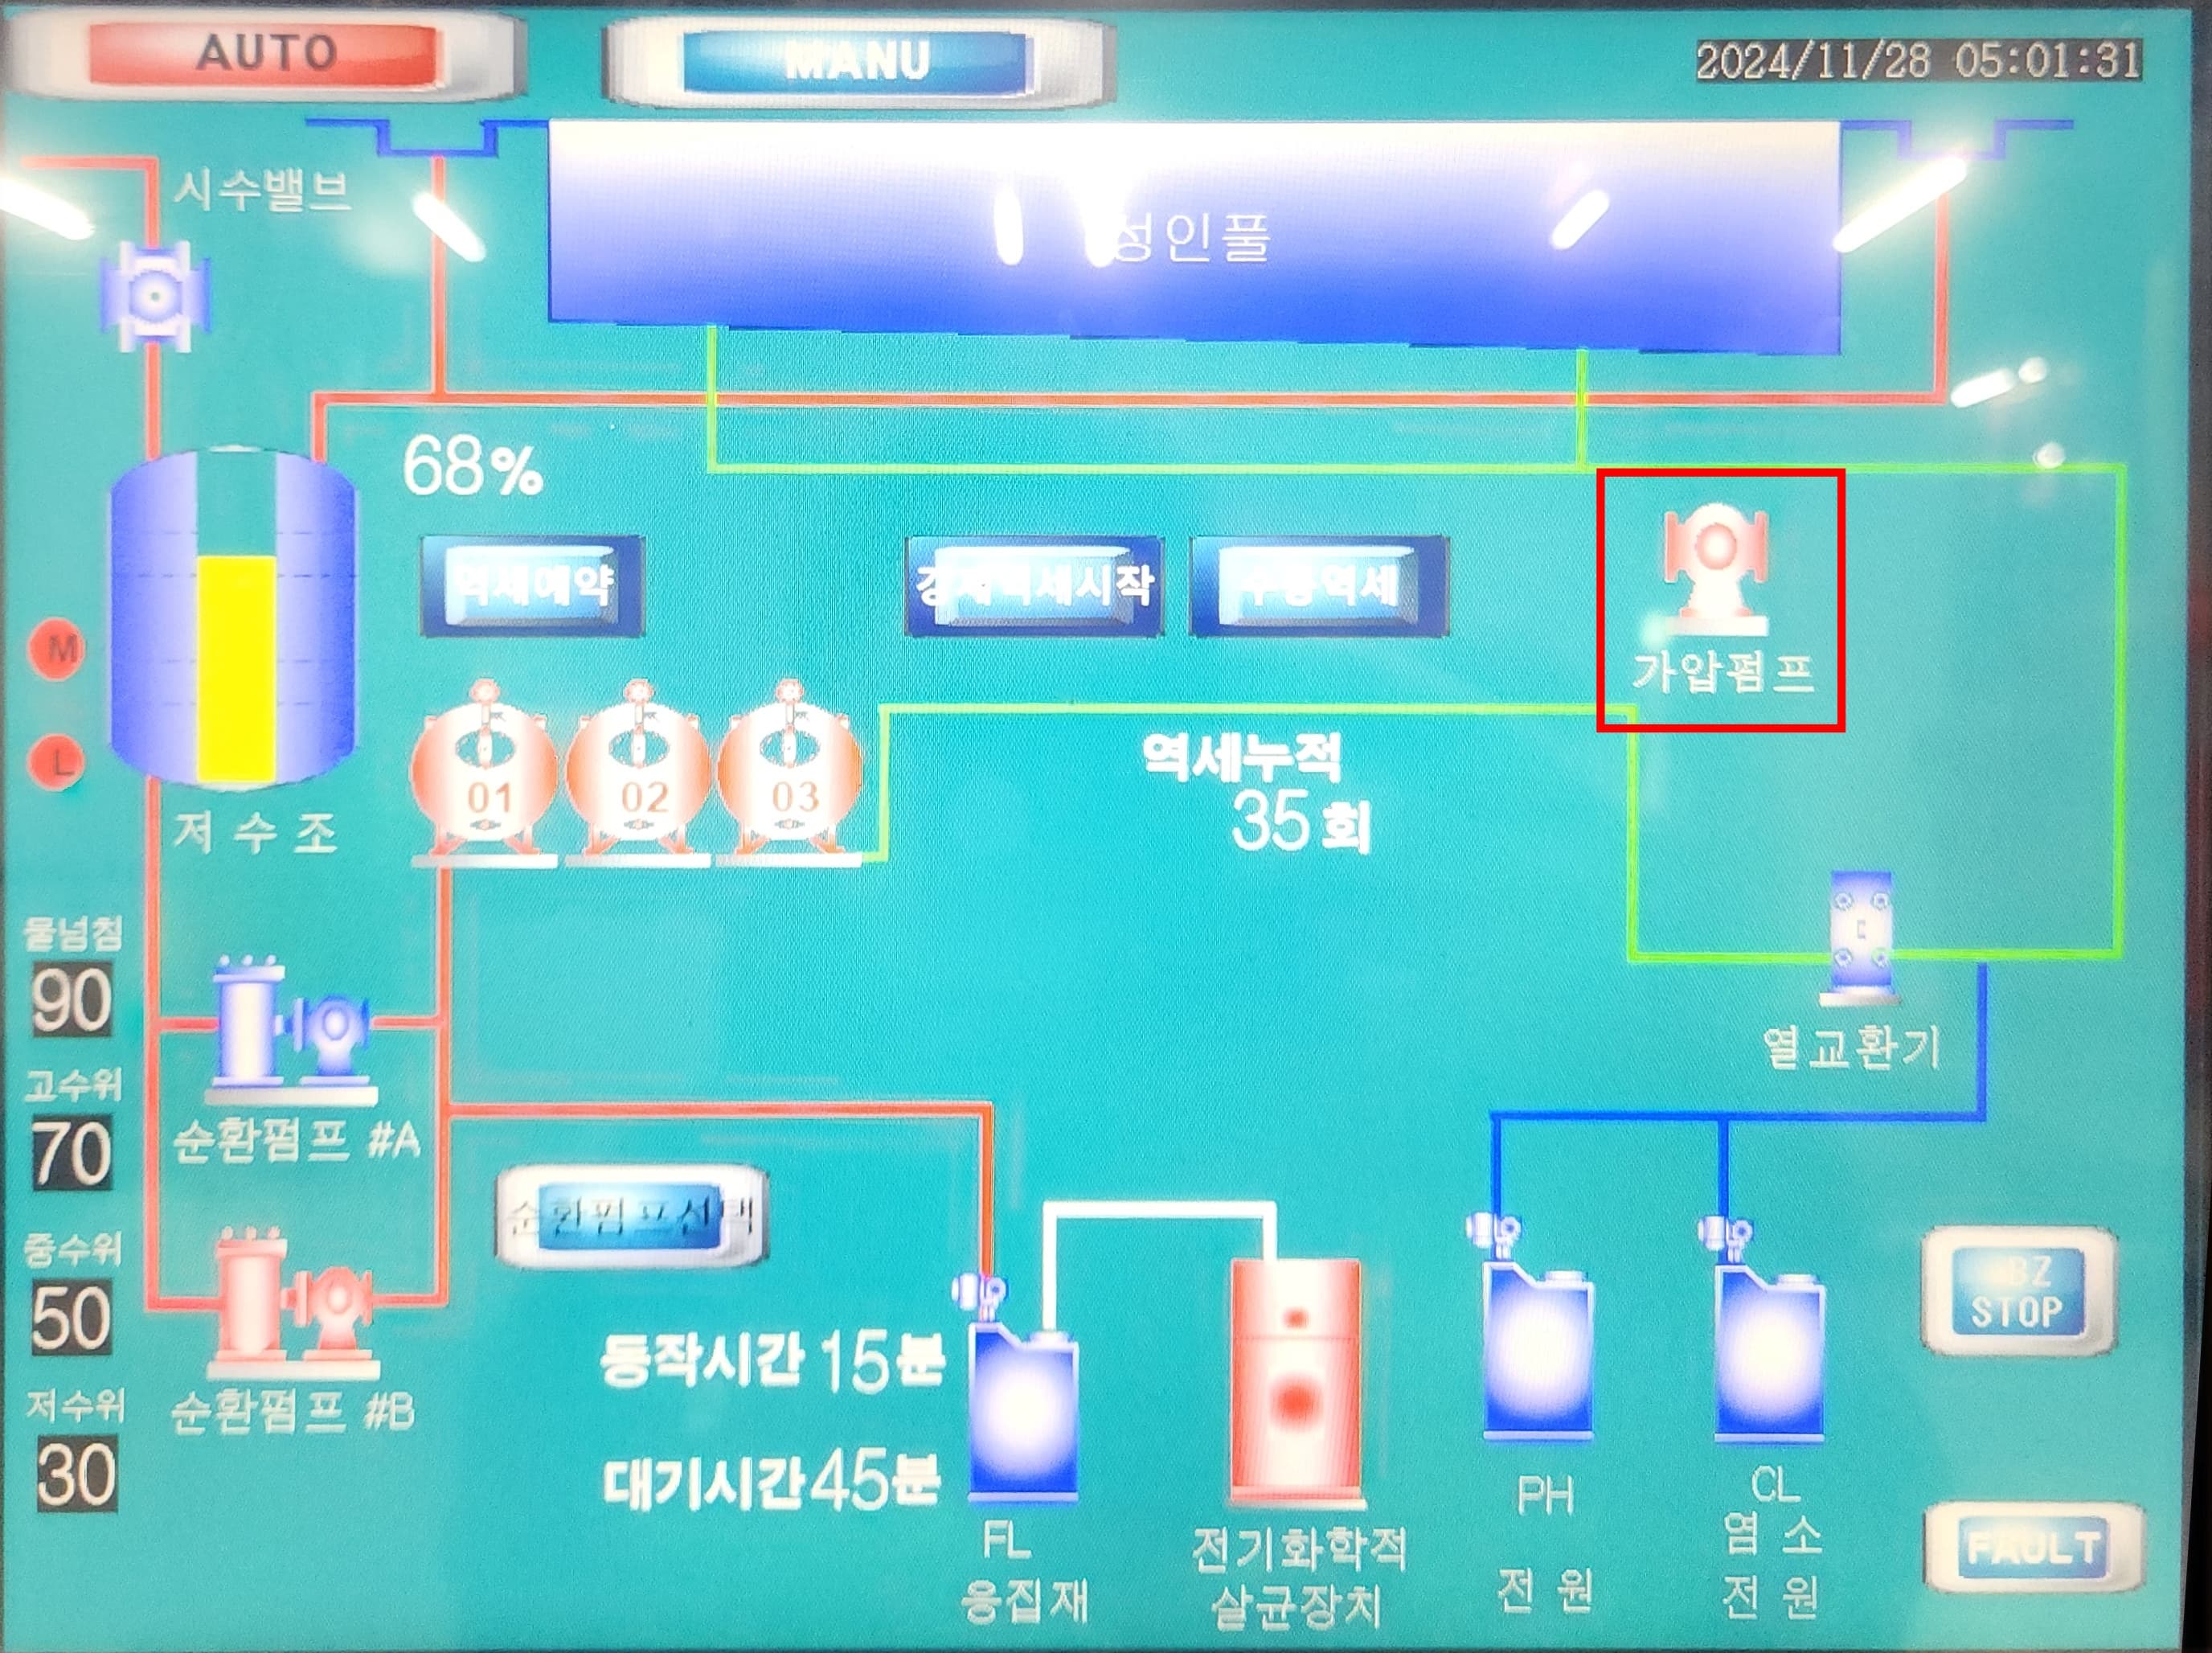 AUTO
MANU
2024/11/28 05:01:31
시수밸브
성인풀
68%
역세예약
강제역세시작
수동역세
가압펌프
M
L
01
02
03
역세누적
35회
저수조
물넘침
90
고수위
70
중수위
50
저수위
30
순환펌프 #A
순환펌프 #B
순환펌프선택
열교환기
동작시간 15분
대기시간 45분
FL
응집재
전기화학적
살균장치
PH
전원
CL
염소
전원
BZ
STOP
FAULT